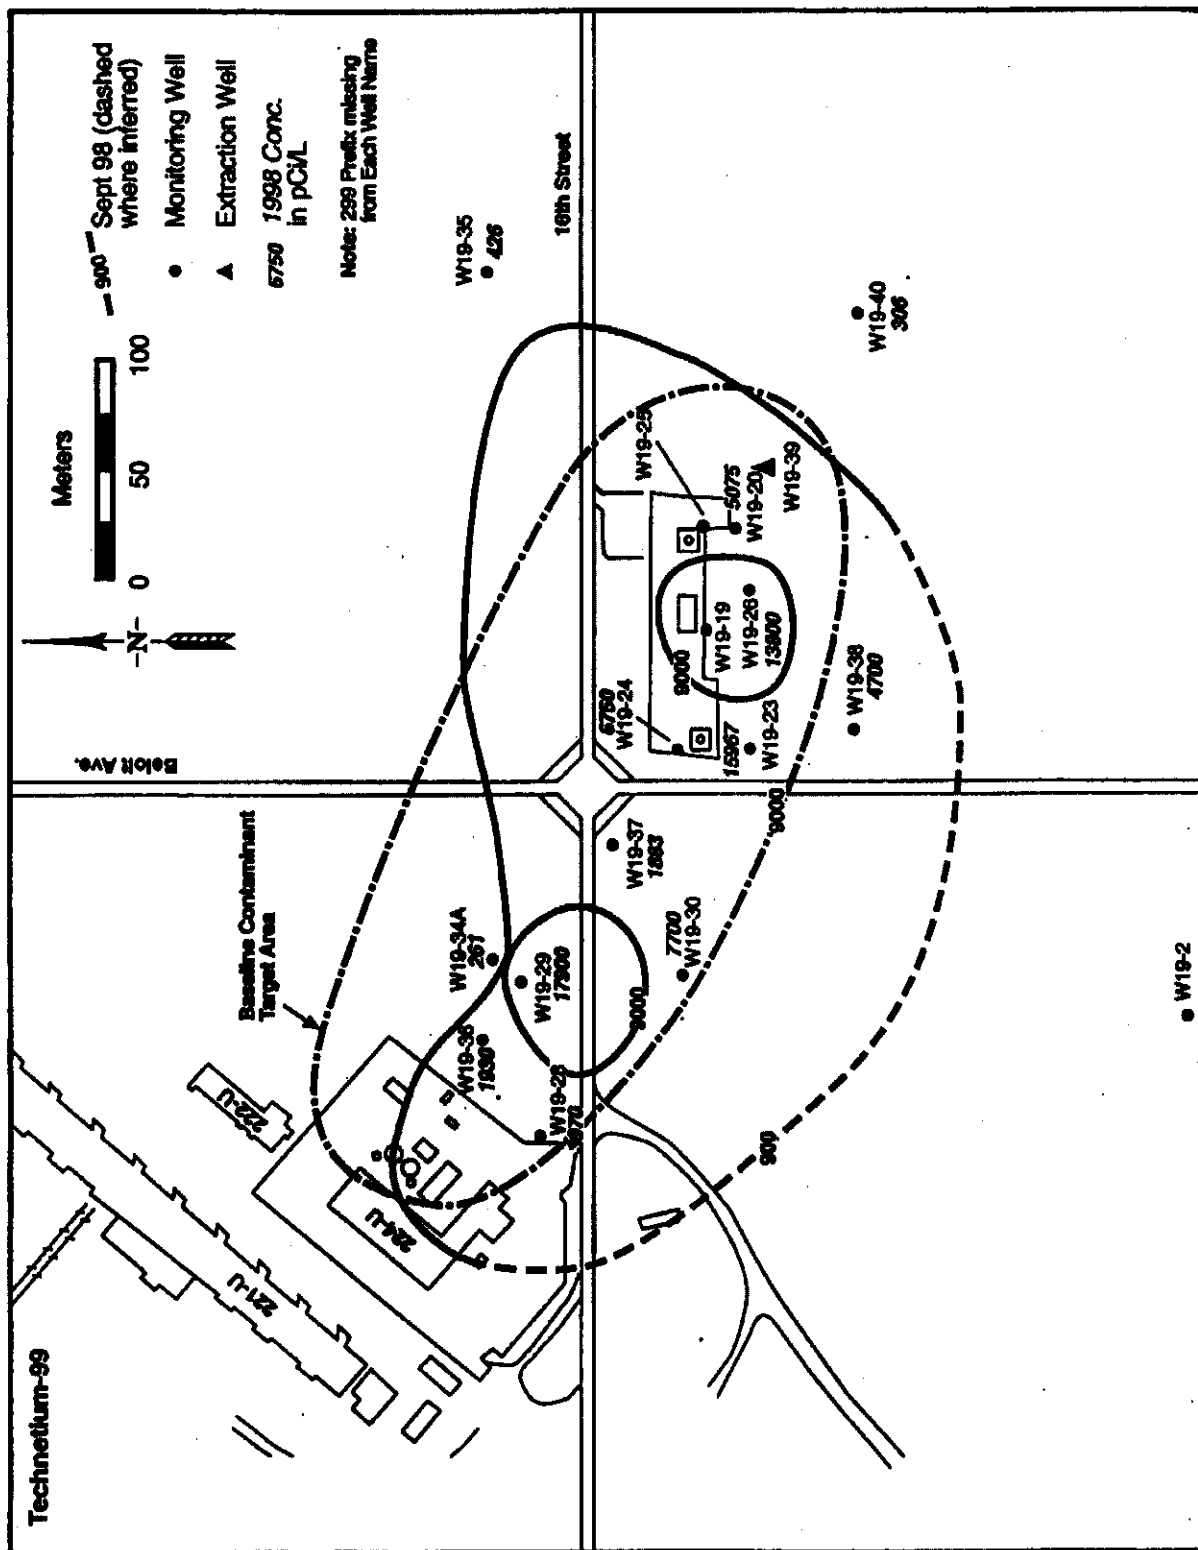 Technetium-99
Meters
0
50
100
-N-
900
Sept 98 (dashed
where inferred)
Monitoring Well
Extraction Well
6750
1998 Conc.
in pCi/L
Note: 299 Prefix missing
from Each Well Name
Beloit Ave.
16th Street
Baseline Contaminant
Target Area
222-U
221-U
224-U
W19-35
426
W19-34A
261
W19-36
1930
W19-29
17900
W19-28
9000
W19-37
1883
7700
W19-30
6750
W19-24
W19-25
9000
W19-19
5075
W19-20
W19-26
13800
W19-39
15967
W19-23
W19-38
4700
W19-40
306
9000
900
W19-2